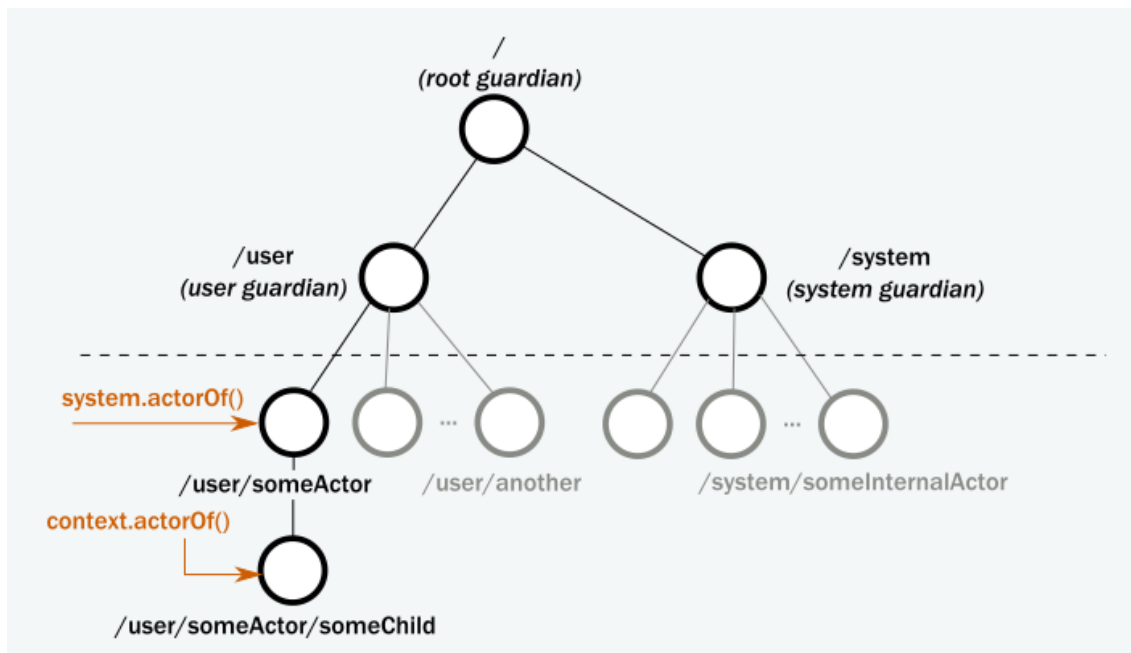 /
(root guardian)
/user
(user guardian)
/system
(system guardian)
system.actorOf()
...
...
/user/someActor
/user/another
/system/someInternalActor
context.actorOf()
/user/someActor/someChild